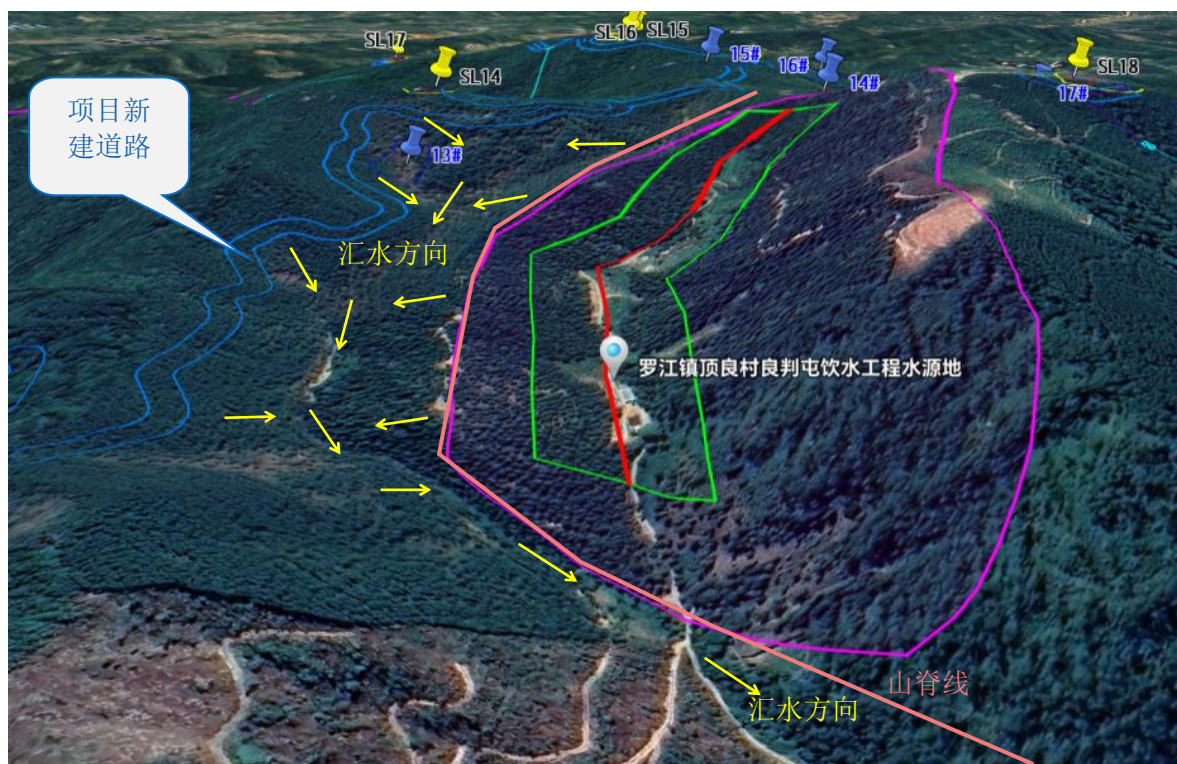 SL17
SL14
SL16
SL15
15#
16#
14#
SL18
17#
项目新
建道路
13#
汇水方向
罗江镇顶良村良判屯饮水工程水源地
山脊线
汇水方向